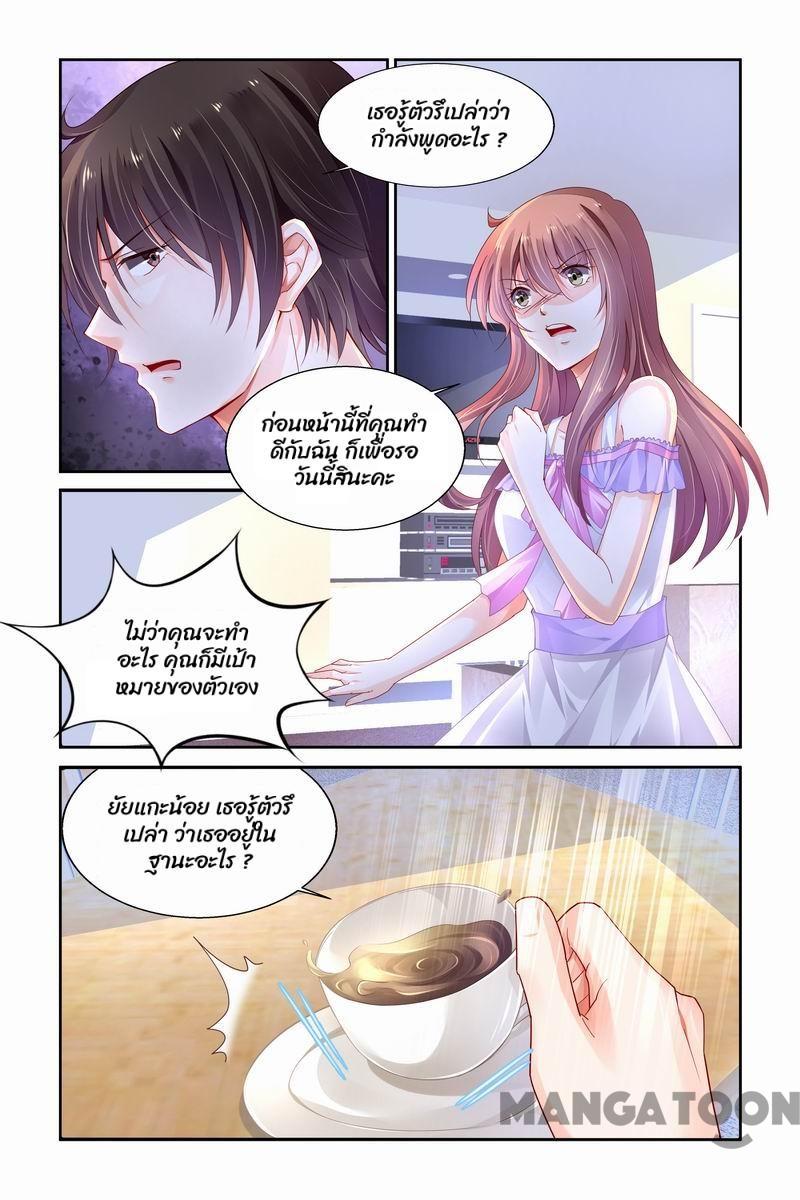 เธอรู้ตัวรึเปล่าว่า
กำลังพูดอะไร ?
ก่อนหน้านี้ที่คุณทำ
ดีกับฉัน ก็เพื่อรอ
วันนี้สินะคะ
ไม่ว่าคุณจะทำ
อะไร คุณก็มีเป้า
หมายของตัวเอง
ยัยแกะน้อย เธอรู้ตัวรึ
เปล่า ว่าเธออยู่ใน
ฐานะอะไร ?
MANGATOON